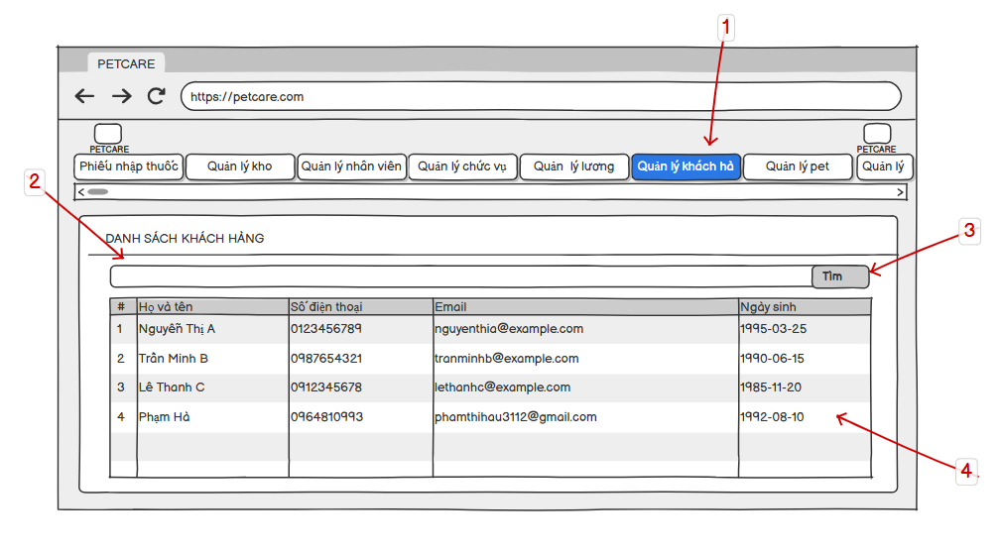 1
PETCARE
https://petcare.com
PETCARE
PETCARE
Phiếu nhập thuốc
Quản lý kho
Quản lý nhân viên
Quản lý chức vụ
Quản lý lương
Quản lý khách hà
Quản lý pet
Quản lý
2
3
DANH SÁCH KHÁCH HÀNG
Tìm
# Họ và tên Số điện thoại Email Ngày sinh
1 Nguyễn Thị A 0123456789 nguyenthia@example.com 1995-03-25
2 Trần Minh B 0987654321 tranminhb@example.com 1990-06-15
3 Lê Thanh C 0912345678 lethanhc@example.com 1985-11-20
4 Phạm Hà 0964810993 phamthihau3112@gmail.com 1992-08-10
4